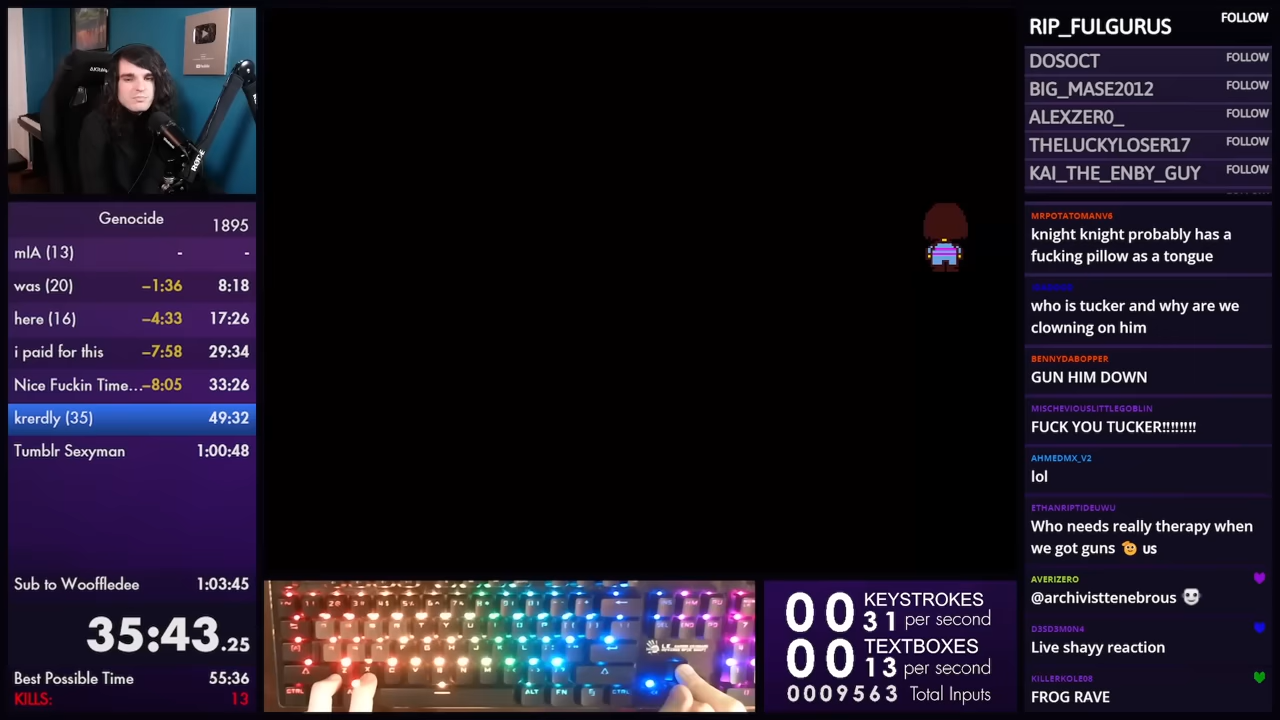 Genocide 1895
mIA (13) - -
was (20) −1:36 8:18
here (16) −4:33 17:26
i paid for this −7:58 29:34
Nice Fuckin Time... −8:05 33:26
krerdly (35) 49:32
Tumblr Sexyman 1:00:48
Sub to Wooffledee 1:03:45
35:43.25
Best Possible Time 55:36
KILLS: 13
00 KEYSTROKES
31 per second
00 TEXTBOXES
13 per second
0009563 Total Inputs
RIP_FULGURUS FOLLOW
DOSOCT FOLLOW
BIG_MASE2012 FOLLOW
ALEXZER0_ FOLLOW
THELUCKYLOSER17 FOLLOW
KAI_THE_ENBY_GUY FOLLOW
MRPOTATOMANV6
knight knight probably has a
fucking pillow as a tongue
who is tucker and why are we
clowning on him
BENNYDABOPPER
GUN HIM DOWN
MISCHEVIOUSLITTLEGOBLIN
FUCK YOU TUCKER!!!!!!!!
AHMEDMX_V2
lol
ETHANRIPTIDEUWU
Who needs really therapy when
we got guns us
AVERIZERO
@archivisttenebrous
D3SD3M0N4
Live shayy reaction
KILLERKOLE08
FROG RAVE